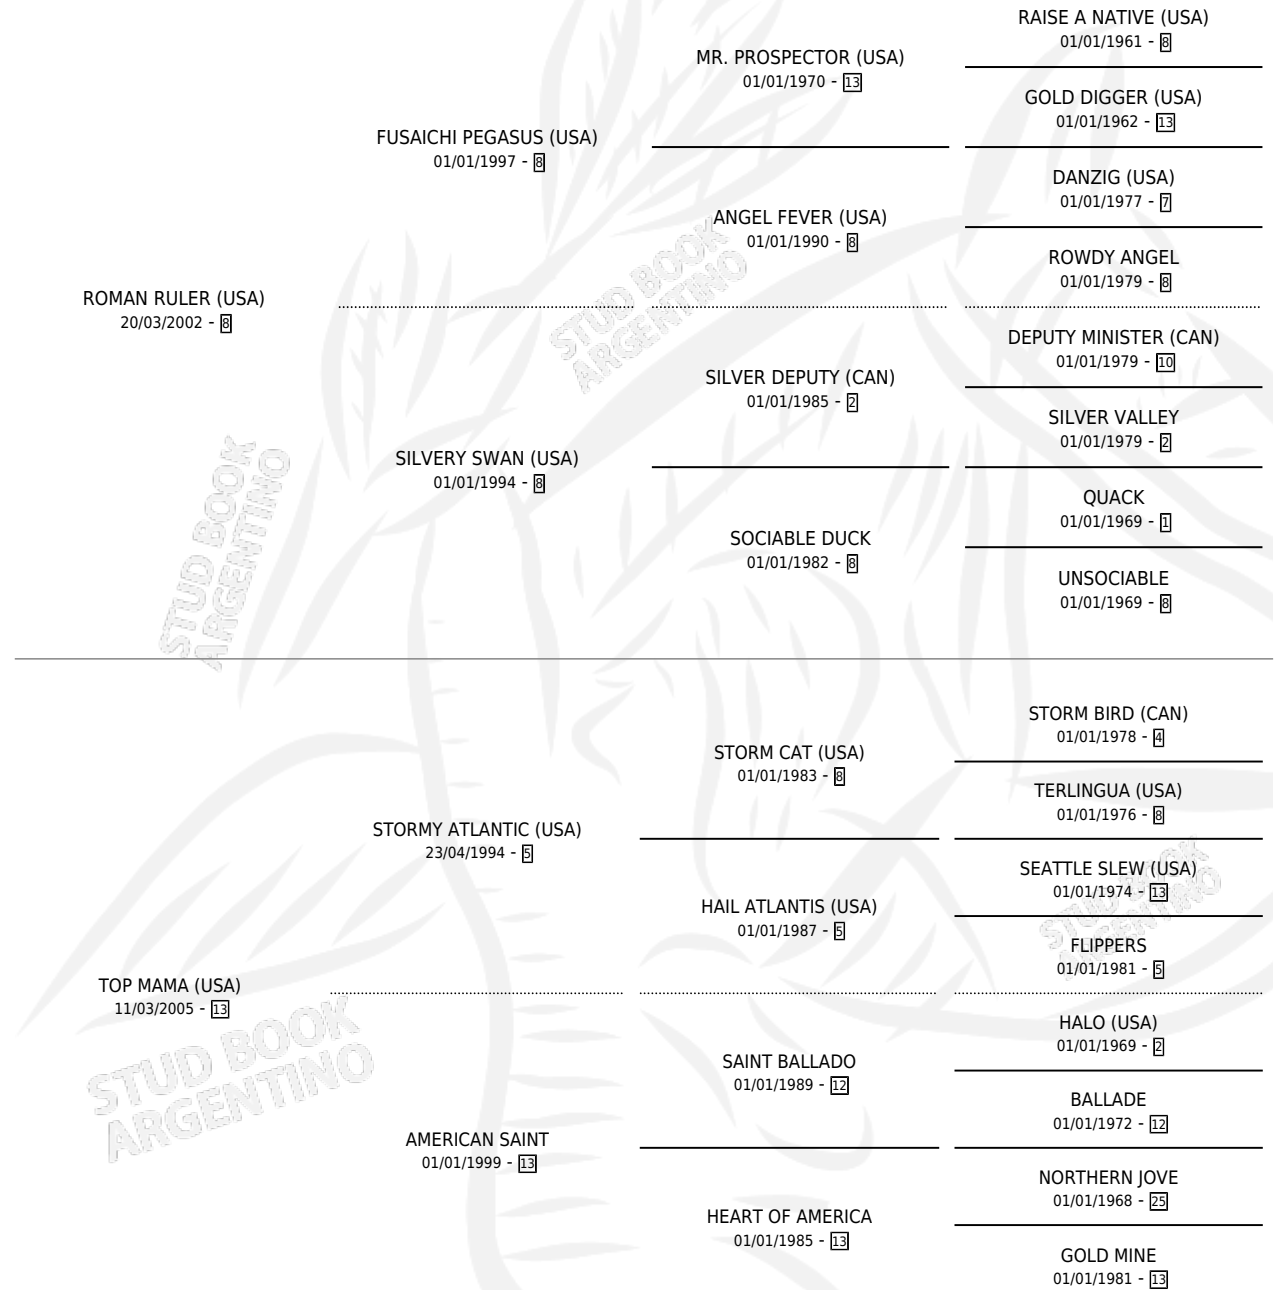 RAISE A NATIVE (USA)
01/01/1961 - 8
MR. PROSPECTOR (USA)
01/01/1970 - 13
GOLD DIGGER (USA)
01/01/1962 - 13
FUSAICHI PEGASUS (USA)
01/01/1997 - 8
DANZIG (USA)
01/01/1977 - 7
ANGEL FEVER (USA)
01/01/1990 - 8
ROWDY ANGEL
01/01/1979 - 8
ROMAN RULER (USA)
20/03/2002 - 8
DEPUTY MINISTER (CAN)
01/01/1979 - 10
SILVER DEPUTY (CAN)
01/01/1985 - 2
SILVER VALLEY
01/01/1979 - 2
SILVERY SWAN (USA)
01/01/1994 - 8
QUACK
01/01/1969 - 1
SOCIABLE DUCK
01/01/1982 - 8
UNSOCIABLE
01/01/1969 - 8
STORM BIRD (CAN)
01/01/1978 - 4
STORM CAT (USA)
01/01/1983 - 8
TERLINGUA (USA)
01/01/1976 - 8
STORMY ATLANTIC (USA)
23/04/1994 - 5
SEATTLE SLEW (USA)
01/01/1974 - 13
HAIL ATLANTIS (USA)
01/01/1987 - 5
FLIPPERS
01/01/1981 - 5
TOP MAMA (USA)
11/03/2005 - 13
HALO (USA)
01/01/1969 - 2
SAINT BALLADO
01/01/1989 - 12
BALLADE
01/01/1972 - 12
AMERICAN SAINT
01/01/1999 - 13
NORTHERN JOVE
01/01/1968 - 25
HEART OF AMERICA
01/01/1985 - 13
GOLD MINE
01/01/1981 - 13
STUD BOOK
ARGENTINO
STUD BOOK
ARGENTINO
STUD BOOK
ARGENTINO
STUD BOOK
ARGENTINO